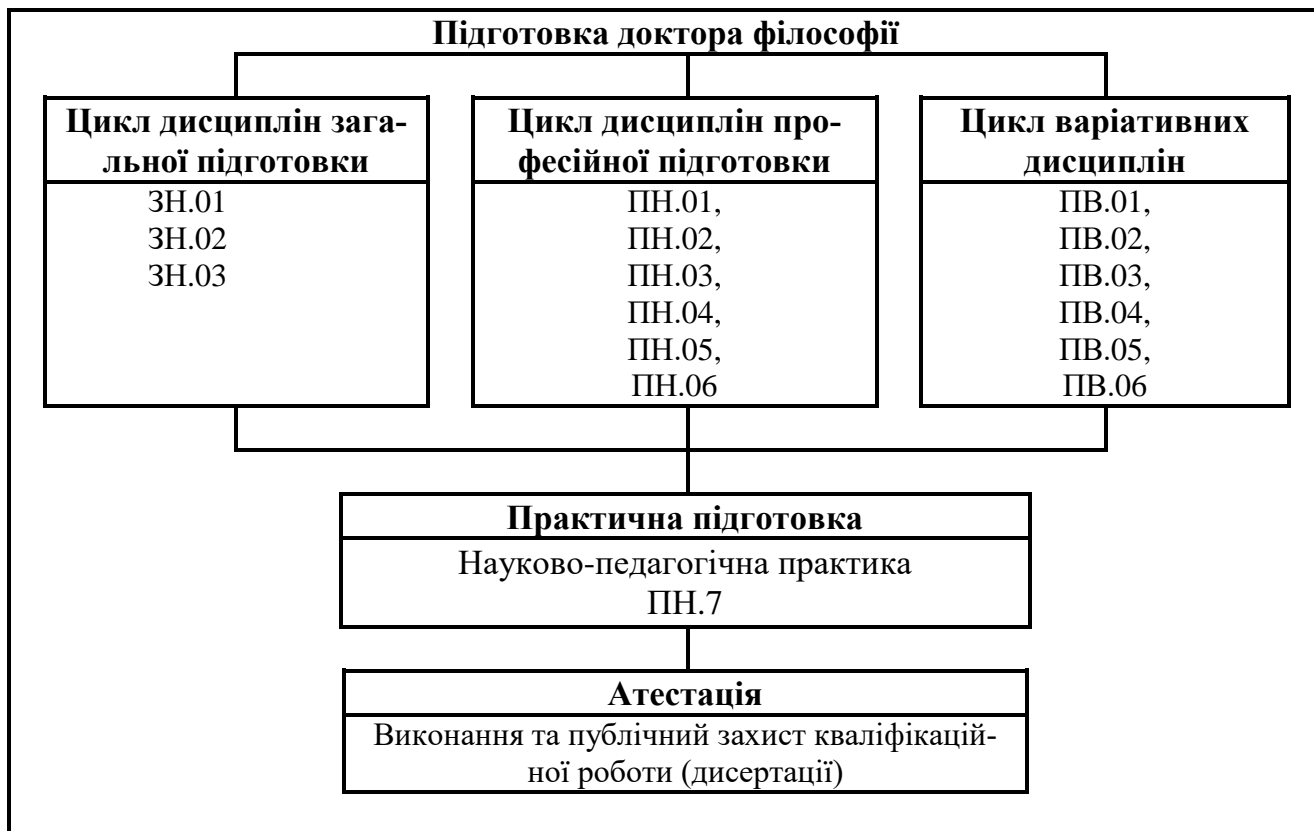 Підготовка доктора філософії
Цикл дисциплін зага-
льної підготовки
ЗН.01
ЗН.02
ЗН.03
Цикл дисциплін про-
фесійної підготовки
ПН.01,
ПН.02,
ПН.03,
ПН.04,
ПН.05,
ПН.06
Цикл варіативних
дисциплін
ПВ.01,
ПВ.02,
ПВ.03,
ПВ.04,
ПВ.05,
ПВ.06
Практична підготовка
Науково-педагогічна практика
ПН.7
Атестація
Виконання та публічний захист кваліфікацій-
ної роботи (дисертації)